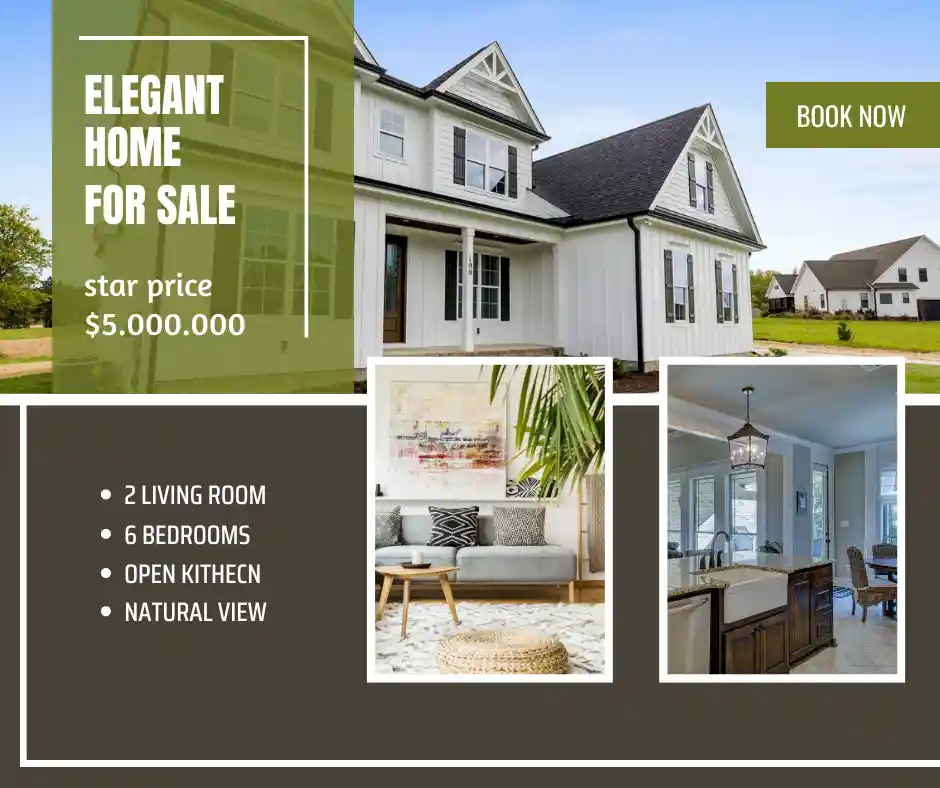 ELEGANT
HOME
FOR SALE
star price
$5.000.000
BOOK NOW
100
2 LIVING ROOM
6 BEDROOMS
OPEN KITHECN
NATURAL VIEW